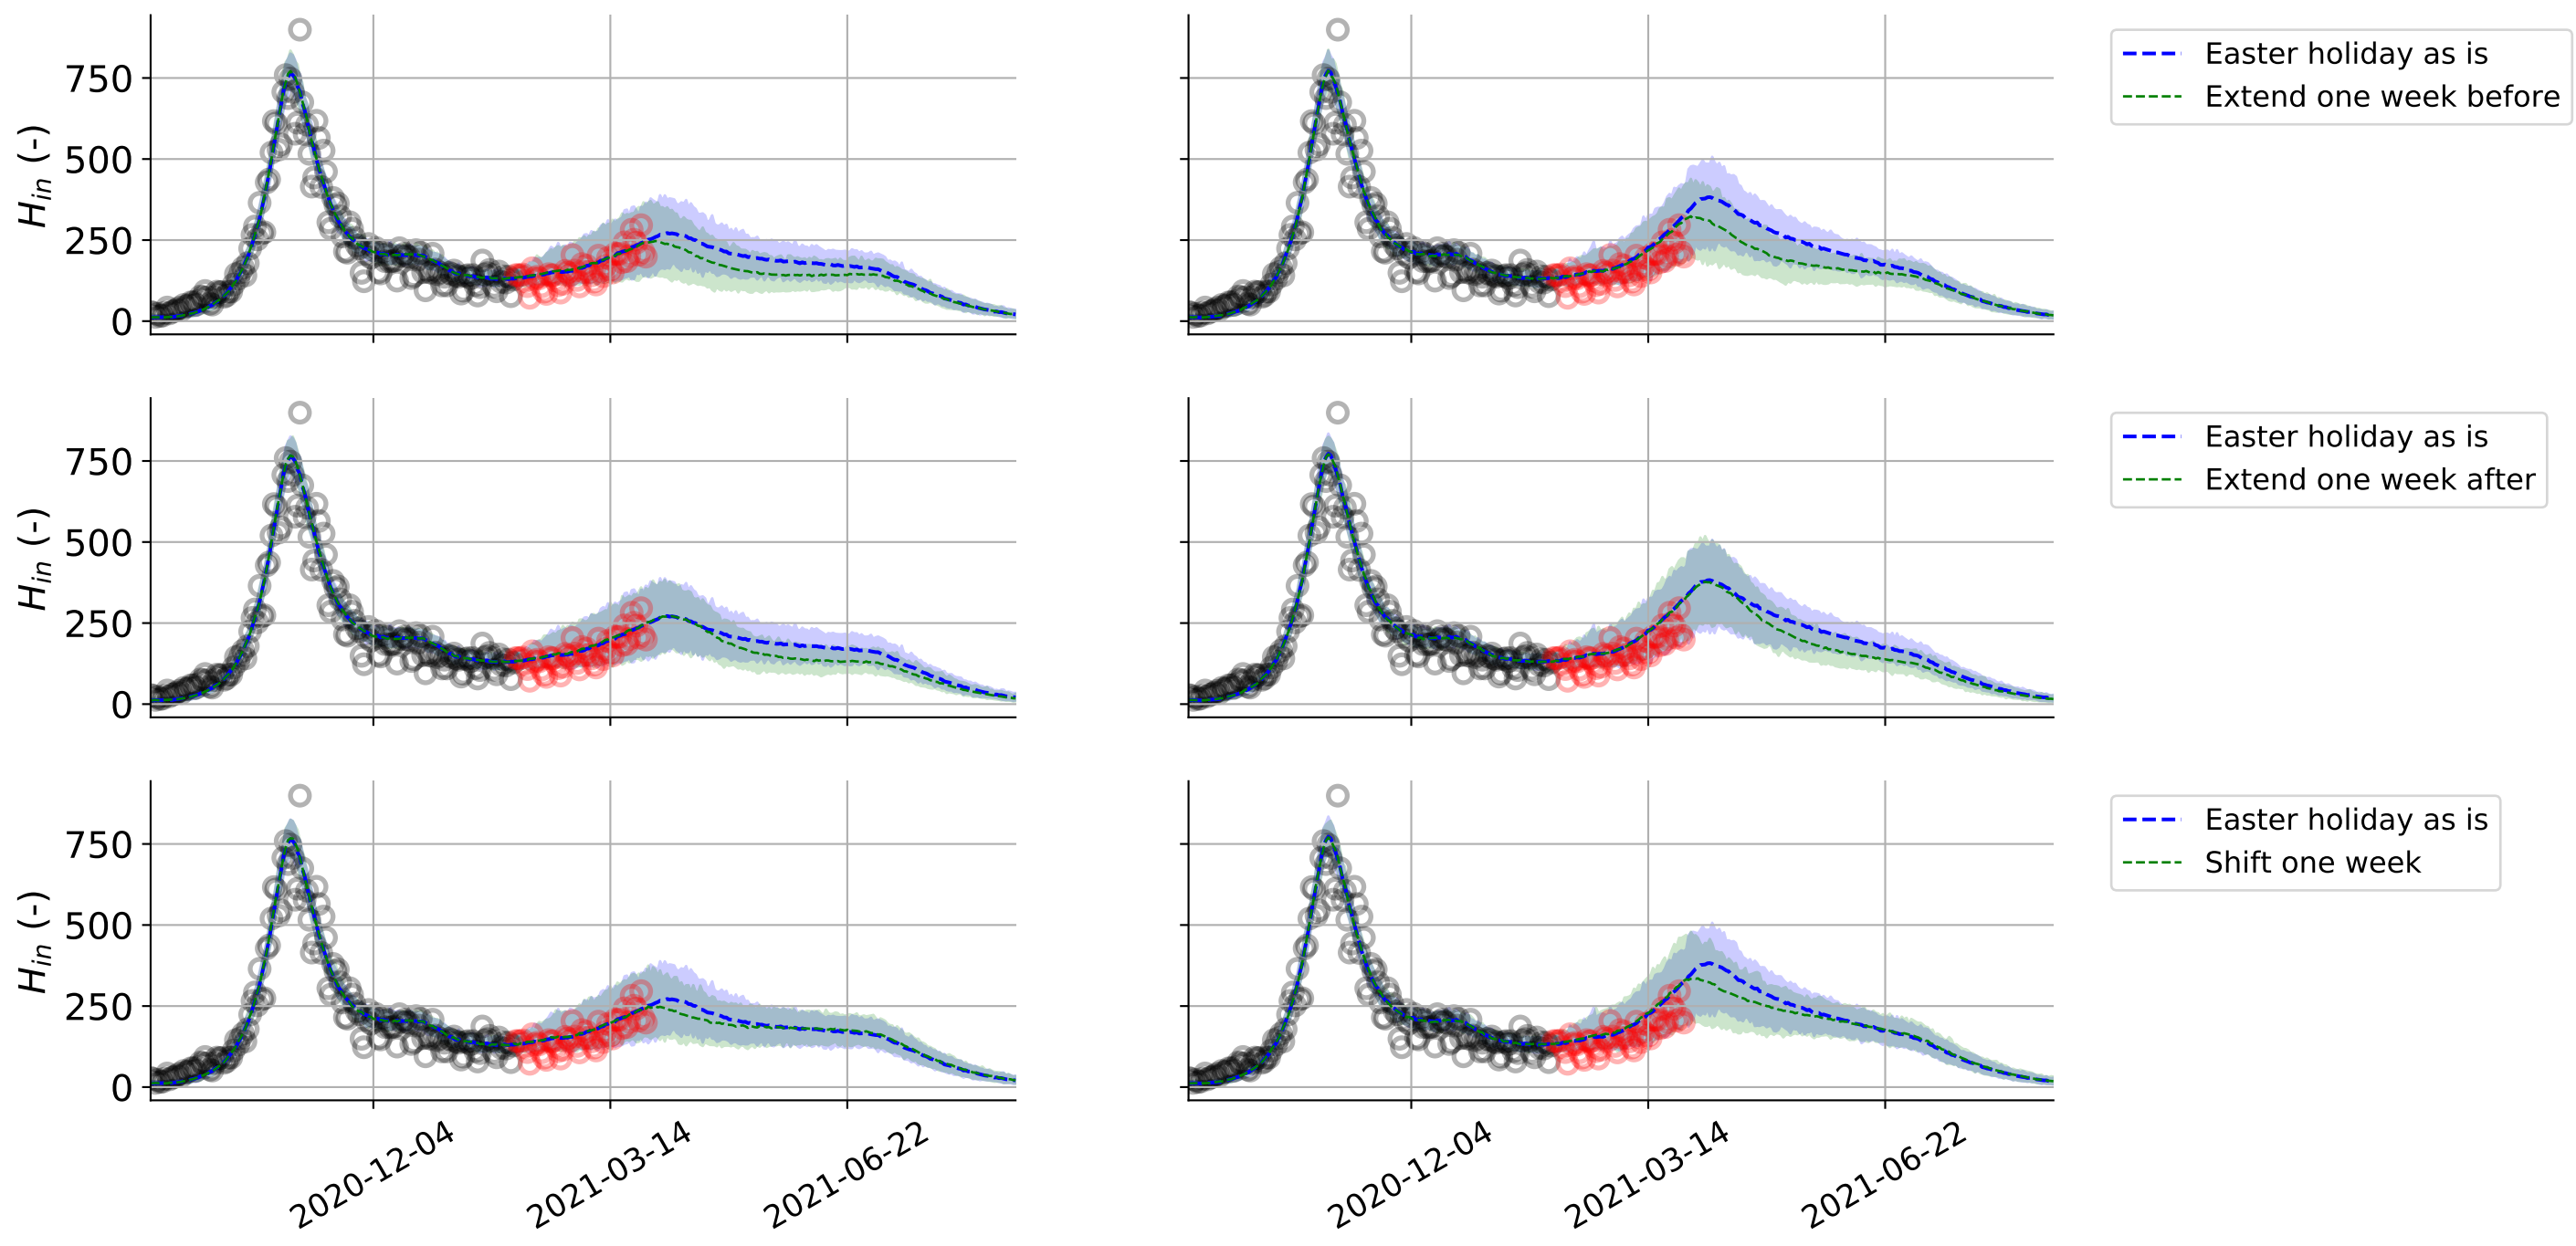 750
500
250
0
H_in (-)
Easter holiday as is
Extend one week before
750
500
250
0
H_in (-)
Easter holiday as is
Extend one week after
750
500
250
0
H_in (-)
Easter holiday as is
Shift one week
2020-12-04
2021-03-14
2021-06-22
2020-12-04
2021-03-14
2021-06-22